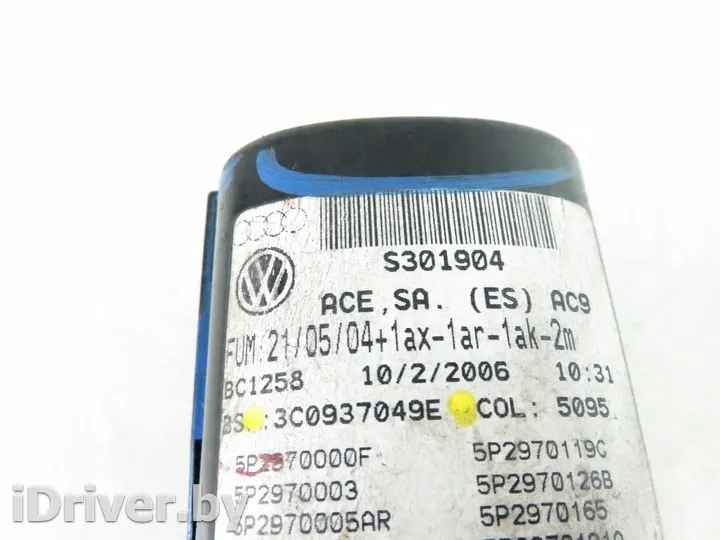 S301904
ACE,SA. (ES) AC9
FUM:21/05/04+1ax-1ar-1ak-2m
BC1258 10/2/2006 10:31
BS :3C0937049E COL: 5095
5P2970000F 5P2970119C
5P2970003 5P2970126B
5P2970005AR 5P2970165
iDriver.by